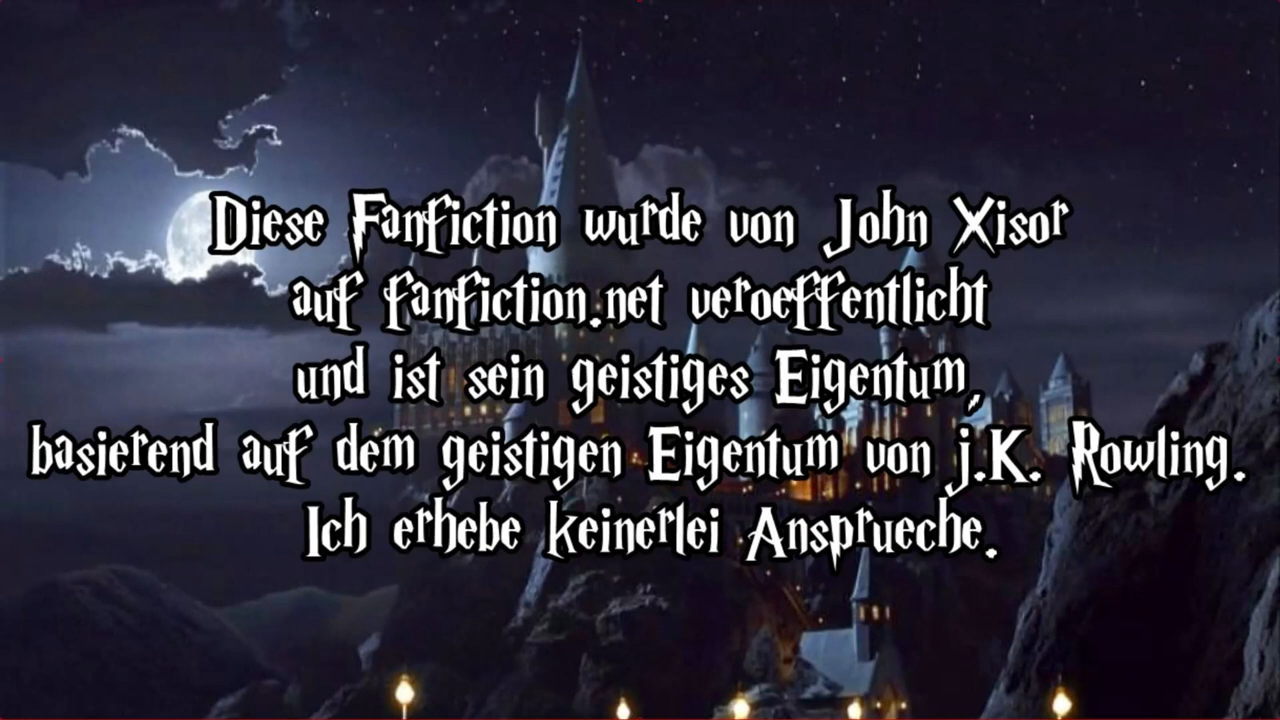 Diese Fanfiction wurde von John Xisor
auf fanfiction.net veroeffentlicht
und ist sein geistiges Eigentum,
basierend auf dem geistigen Eigentum von j.K. Rowling.
Ich erhebe keinerlei Ansprueche.